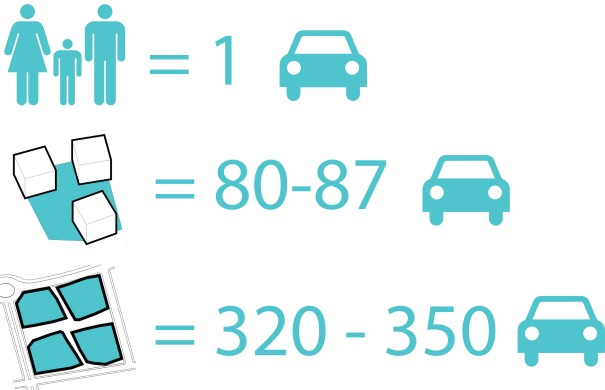 = 1
= 80-87
= 320 - 350